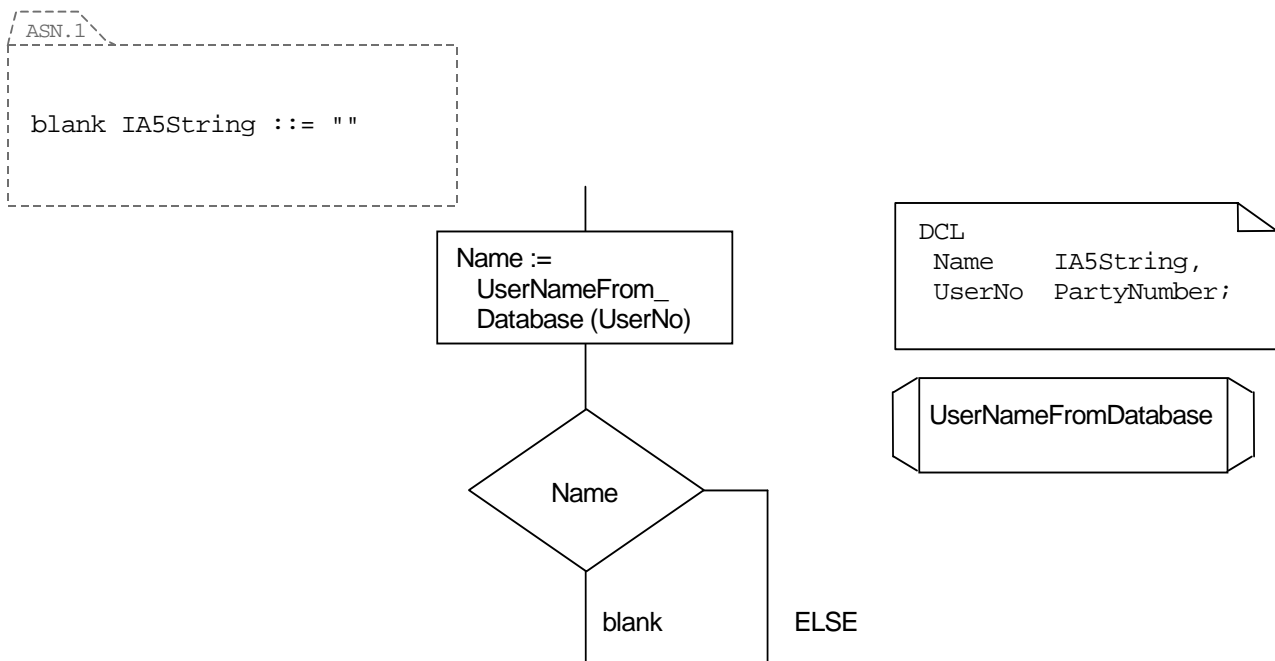 ASN.1
blank IA5String ::= ""
Name :=
UserNameFrom_
Database (UserNo)
DCL
Name IA5String,
UserNo PartyNumber;
UserNameFromDatabase
Name
blank
ELSE